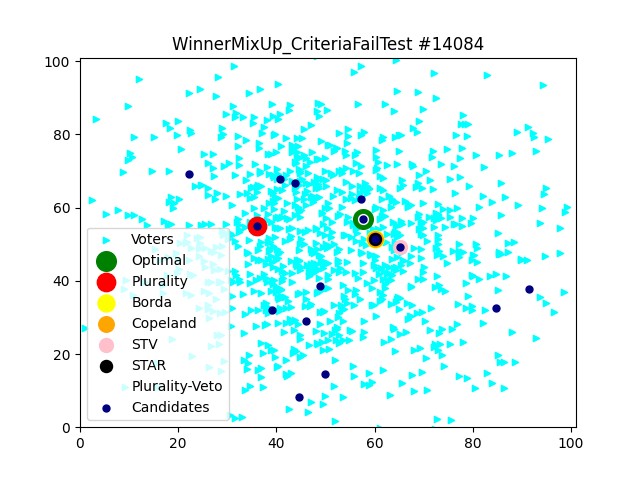 WinnerMixUp_CriteriaFailTest #14084
100
80
60
40
20
0
0 20 40 60 80 100
Voters
Optimal
Plurality
Borda
Copeland
STV
STAR
Plurality-Veto
Candidates